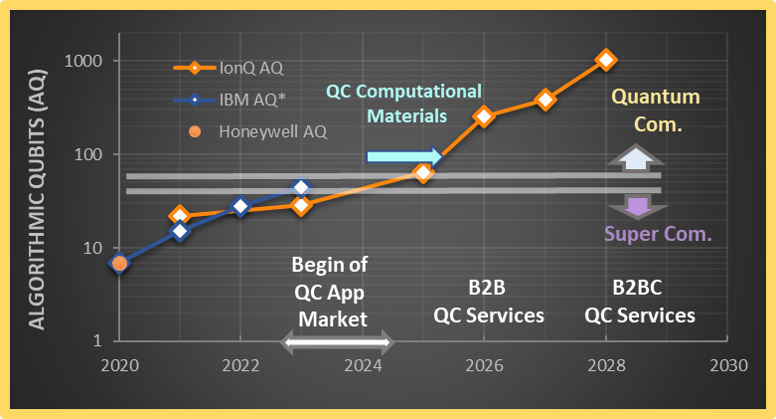 ALGORITHMIC QUBITS (AQ)
1000
100
10
1
IonQ AQ
IBM AQ*
Honeywell AQ
QC Computational
Materials
Quantum
Com.
Super Com.
Begin of
QC App
Market
B2B
QC Services
B2BC
QC Services
2020
2022
2024
2026
2028
2030